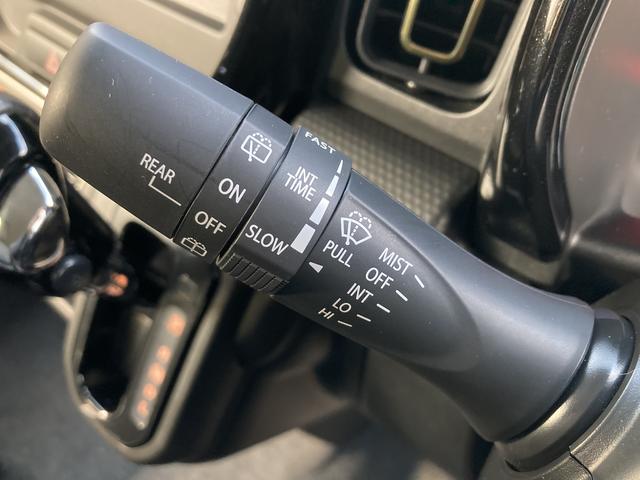 REAR
ON
OFF
FAST
INT
TIME
SLOW
PULL
MIST
OFF
INT
LO
HI